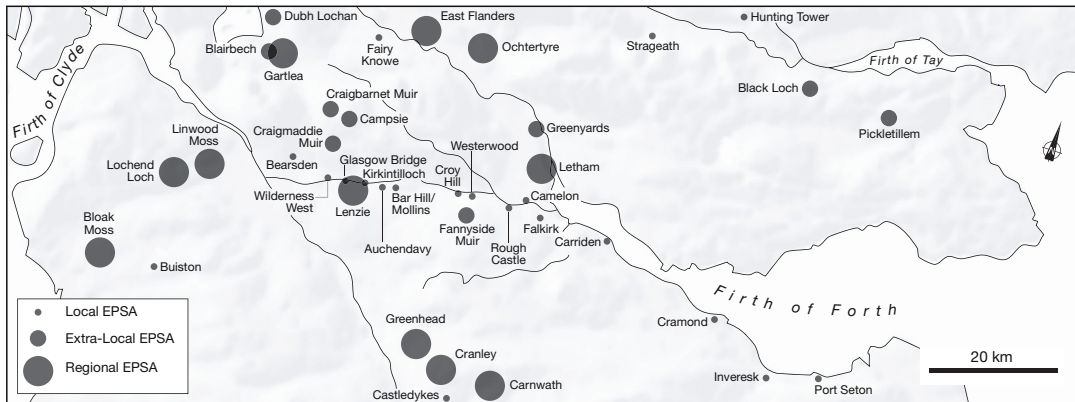 Dubh Lochan
East Flanders
Hunting Tower
Blairbech
Fairy
Knowe
Ochtertyre
Strageath
Firth of Tay
Gartlea
Firth of Clyde
Black Loch
Craigbarnet Muir
Campsie
Linwood
Moss
Craigmaddie
Muir
Westerwood
Greenyards
Pickletillem
Lochend
Loch
Bearsden
Glasgow Bridge
Kirkintilloch
Croy
Hill
Letham
Wilderness
West
Lenzie
Bar Hill/
Mollins
Camelon
Bloak
Moss
Auchendavy
Fannyside
Muir
Rough
Castle
Falkirk
Carriden
Buiston
Firth of Forth
Local EPSA
Extra-Local EPSA
Regional EPSA
Greenhead
Cranley
Carnwath
Castledykes
Cramond
Inveresk
Port Seton
20 km